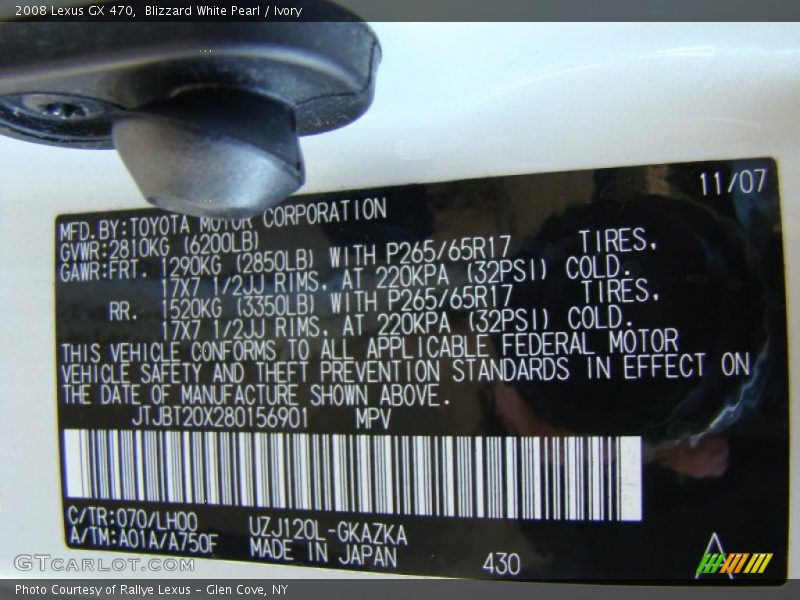 2008 Lexus GX 470, Blizzard White Pearl / Ivory
11/07
MFD.BY:TOYOTA MOTOR CORPORATION
GVWR:2810KG (6200LB)
GAWR:FRT. 1290KG (2850LB) WITH P265/65R17 TIRES,
17X7 1/2JJ RIMS, AT 220KPA (32PSI) COLD.
RR. 1520KG (3350LB) WITH P265/65R17 TIRES,
17X7 1/2JJ RIMS, AT 220KPA (32PSI) COLD.
THIS VEHICLE CONFORMS TO ALL APPLICABLE FEDERAL MOTOR
VEHICLE SAFETY AND THEFT PREVENTION STANDARDS IN EFFECT ON
THE DATE OF MANUFACTURE SHOWN ABOVE.
JTJBT20X280156901 MPV
C/TR:070/LH00 UZJ120L-GKAZKA
A/TM:A01A/A750F MADE IN JAPAN 430
GTcarlot.com
Photo Courtesy of Rallye Lexus - Glen Cove, NY